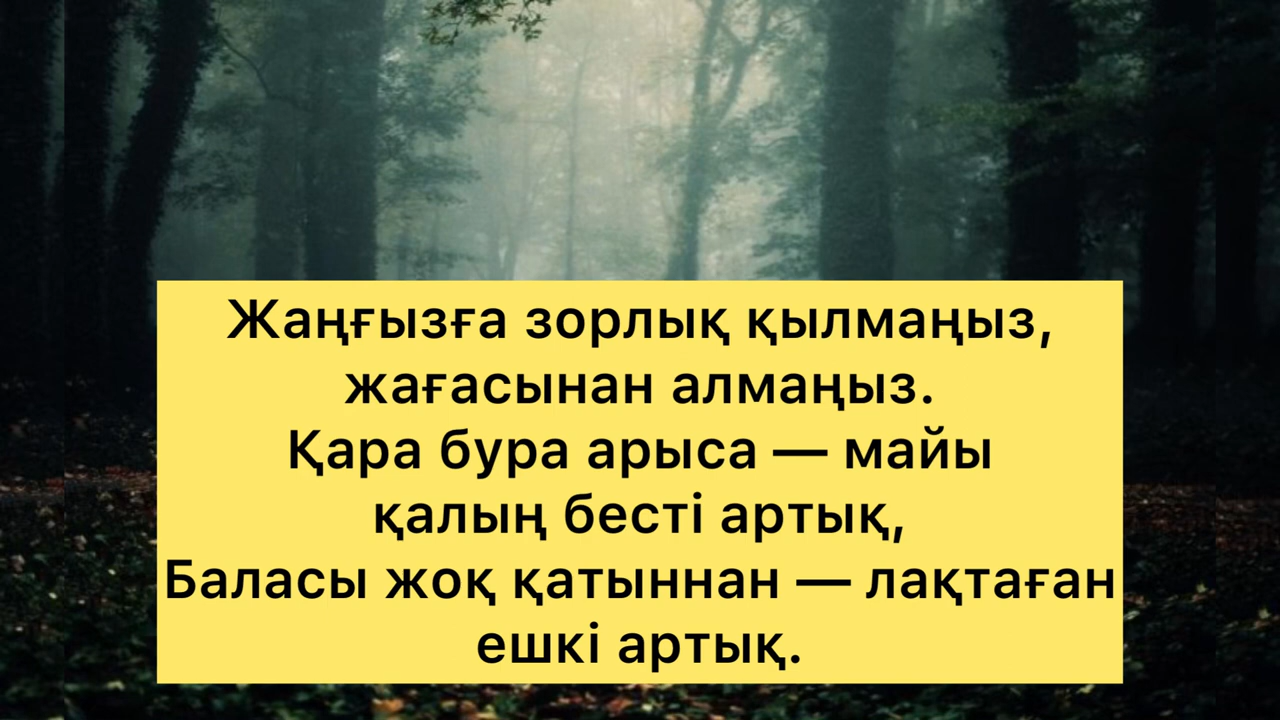 Жаңғызға зорлық қылмаңыз,
жағасынан алмаңыз.
Қара бура арыса — майы
қалың бесті артық,
Баласы жоқ қатыннан — лақтаған
ешкі артық.